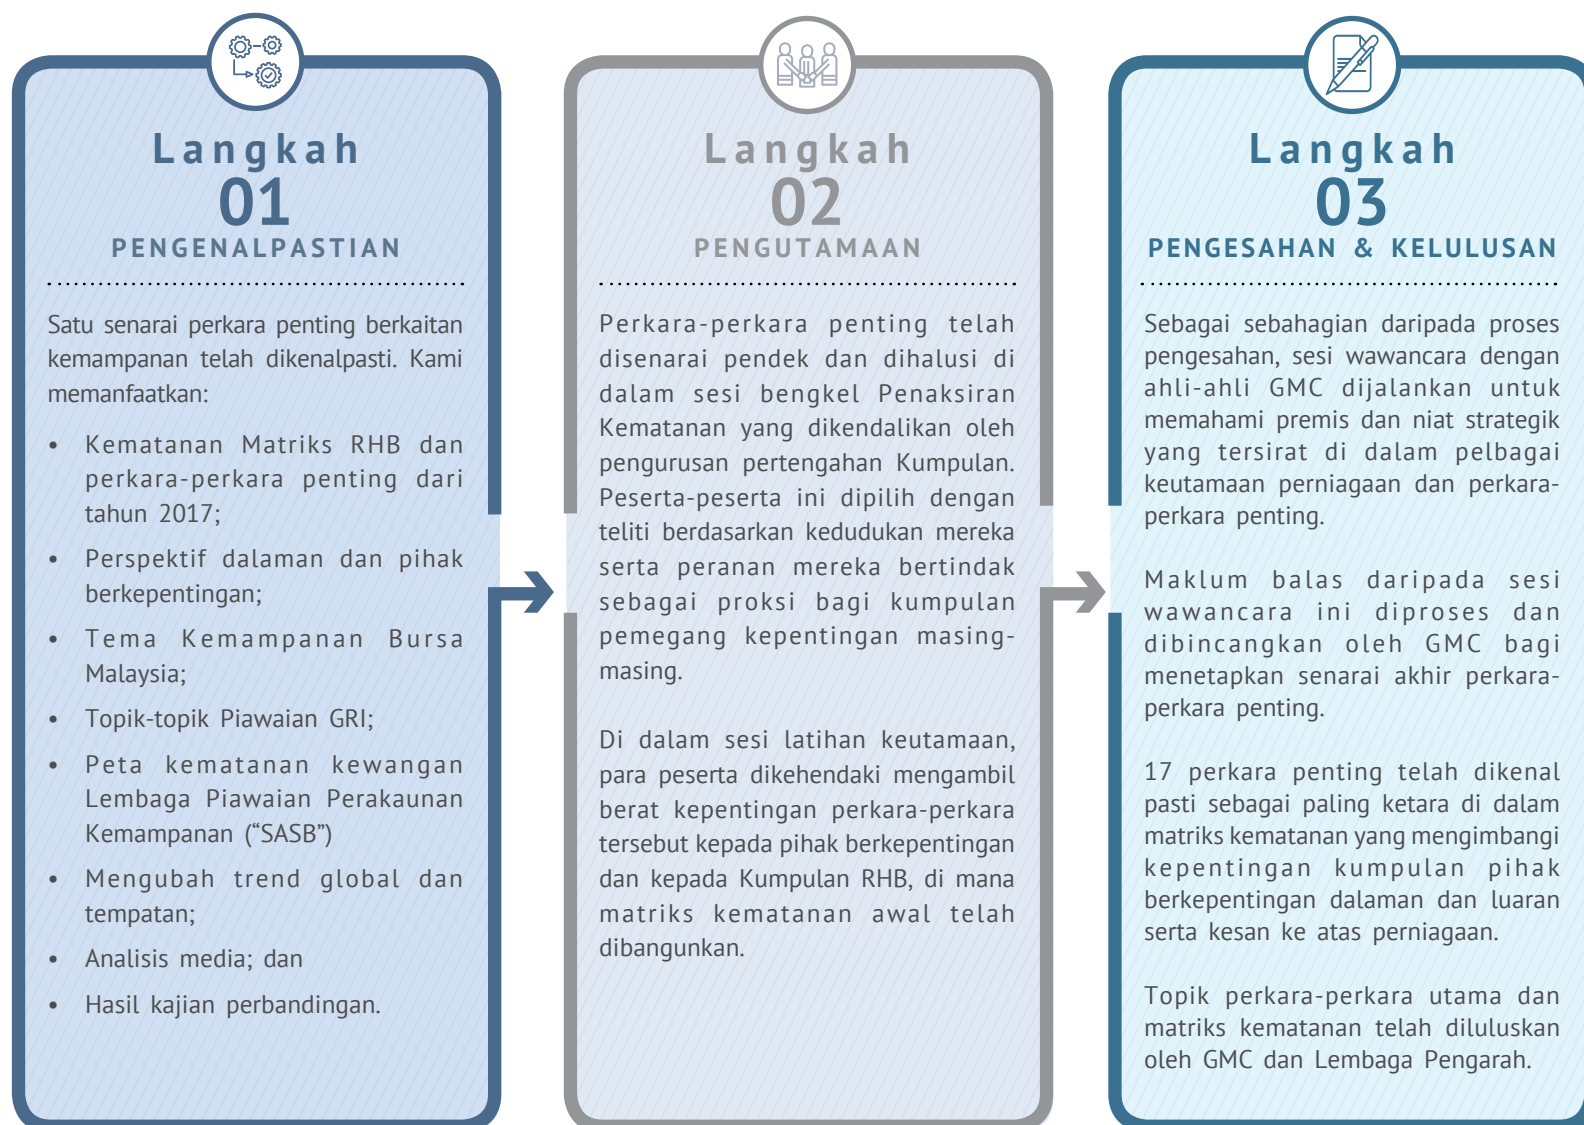 Langkah
01
PENGENALPASTIAN
Satu senarai perkara penting berkaitan
kemampanan telah dikenalpasti. Kami
memanfaatkan:
• Kematanan Matriks RHB dan
perkara-perkara penting dari
tahun 2017;
• Perspektif dalaman dan pihak
berkepentingan;
• Tema Kemampanan Bursa
Malaysia;
• Topik-topik Piawaian GRI;
• Peta kematanan kewangan
Lembaga Piawaian Perakaunan
Kemampanan (“SASB”)
• Mengubah trend global dan
tempatan;
• Analisis media; dan
• Hasil kajian perbandingan.
Langkah
02
PENGUTAMAAN
Perkara-perkara penting telah
disenarai pendek dan dihalusi di
dalam sesi bengkel Penaksiran
Kematanan yang dikendalikan oleh
pengurusan pertengahan Kumpulan.
Peserta-peserta ini dipilih dengan
teliti berdasarkan kedudukan mereka
serta peranan mereka bertindak
sebagai proksi bagi kumpulan
pemegang kepentingan masing-
masing.
Di dalam sesi latihan keutamaan,
para peserta dikehendaki mengambil
berat kepentingan perkara-perkara
tersebut kepada pihak berkepentingan
dan kepada Kumpulan RHB, di mana
matriks kematanan awal telah
dibangunkan.
Langkah
03
PENGESAHAN & KELULUSAN
Sebagai sebahagian daripada proses
pengesahan, sesi wawancara dengan
ahli-ahli GMC dijalankan untuk
memahami premis dan niat strategik
yang tersirat di dalam pelbagai
keutamaan perniagaan dan perkara-
perkara penting.
Maklum balas daripada sesi
wawancara ini diproses dan
dibincangkan oleh GMC bagi
menetapkan senarai akhir perkara-
perkara penting.
17 perkara penting telah dikenal
pasti sebagai paling ketara di dalam
matriks kematanan yang mengimbangi
kepentingan kumpulan pihak
berkepentingan dalaman dan luaran
serta kesan ke atas perniagaan.
Topik perkara-perkara utama dan
matriks kematanan telah diluluskan
oleh GMC dan Lembaga Pengarah.